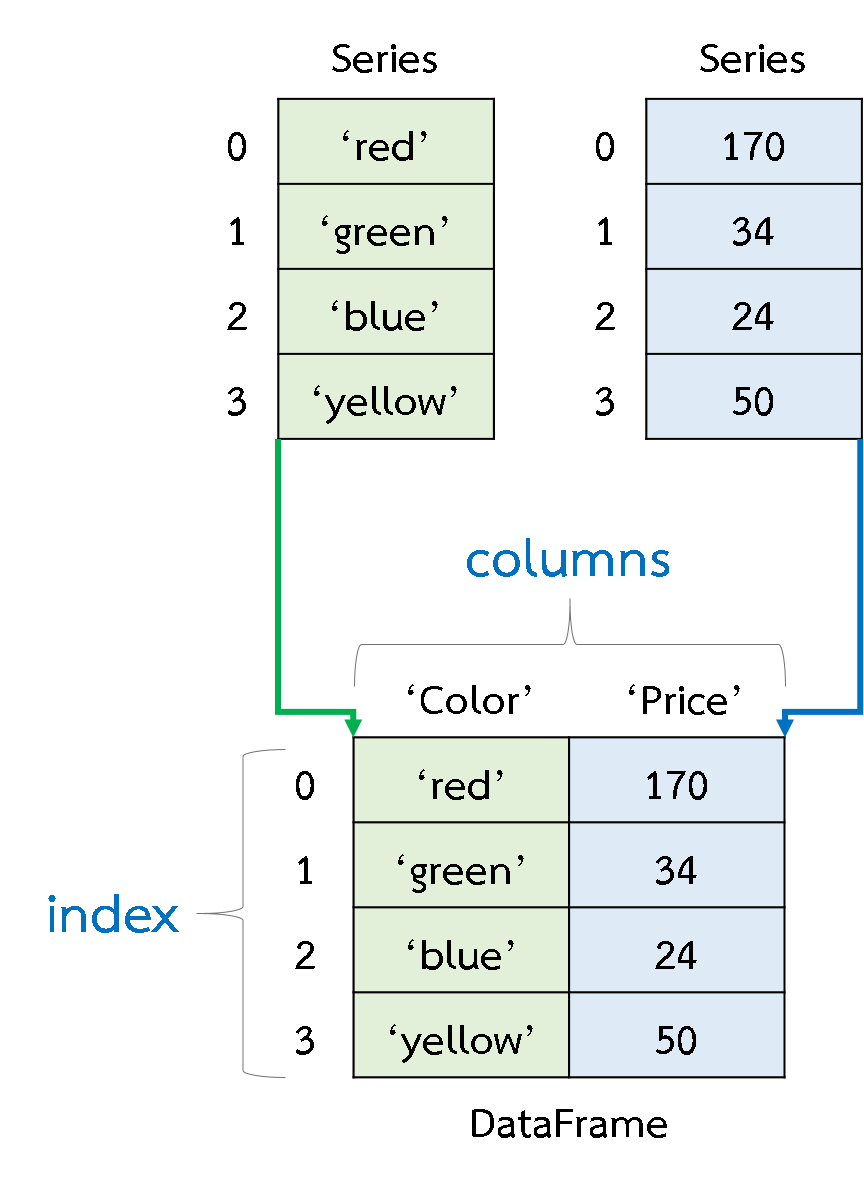 Series Series
0 ‘red’ 0 170
1 ‘green’ 1 34
2 ‘blue’ 2 24
3 ‘yellow’ 3 50
columns
‘Color’ ‘Price’
0 ‘red’ 170
1 ‘green’ 34
index
2 ‘blue’ 24
3 ‘yellow’ 50
DataFrame